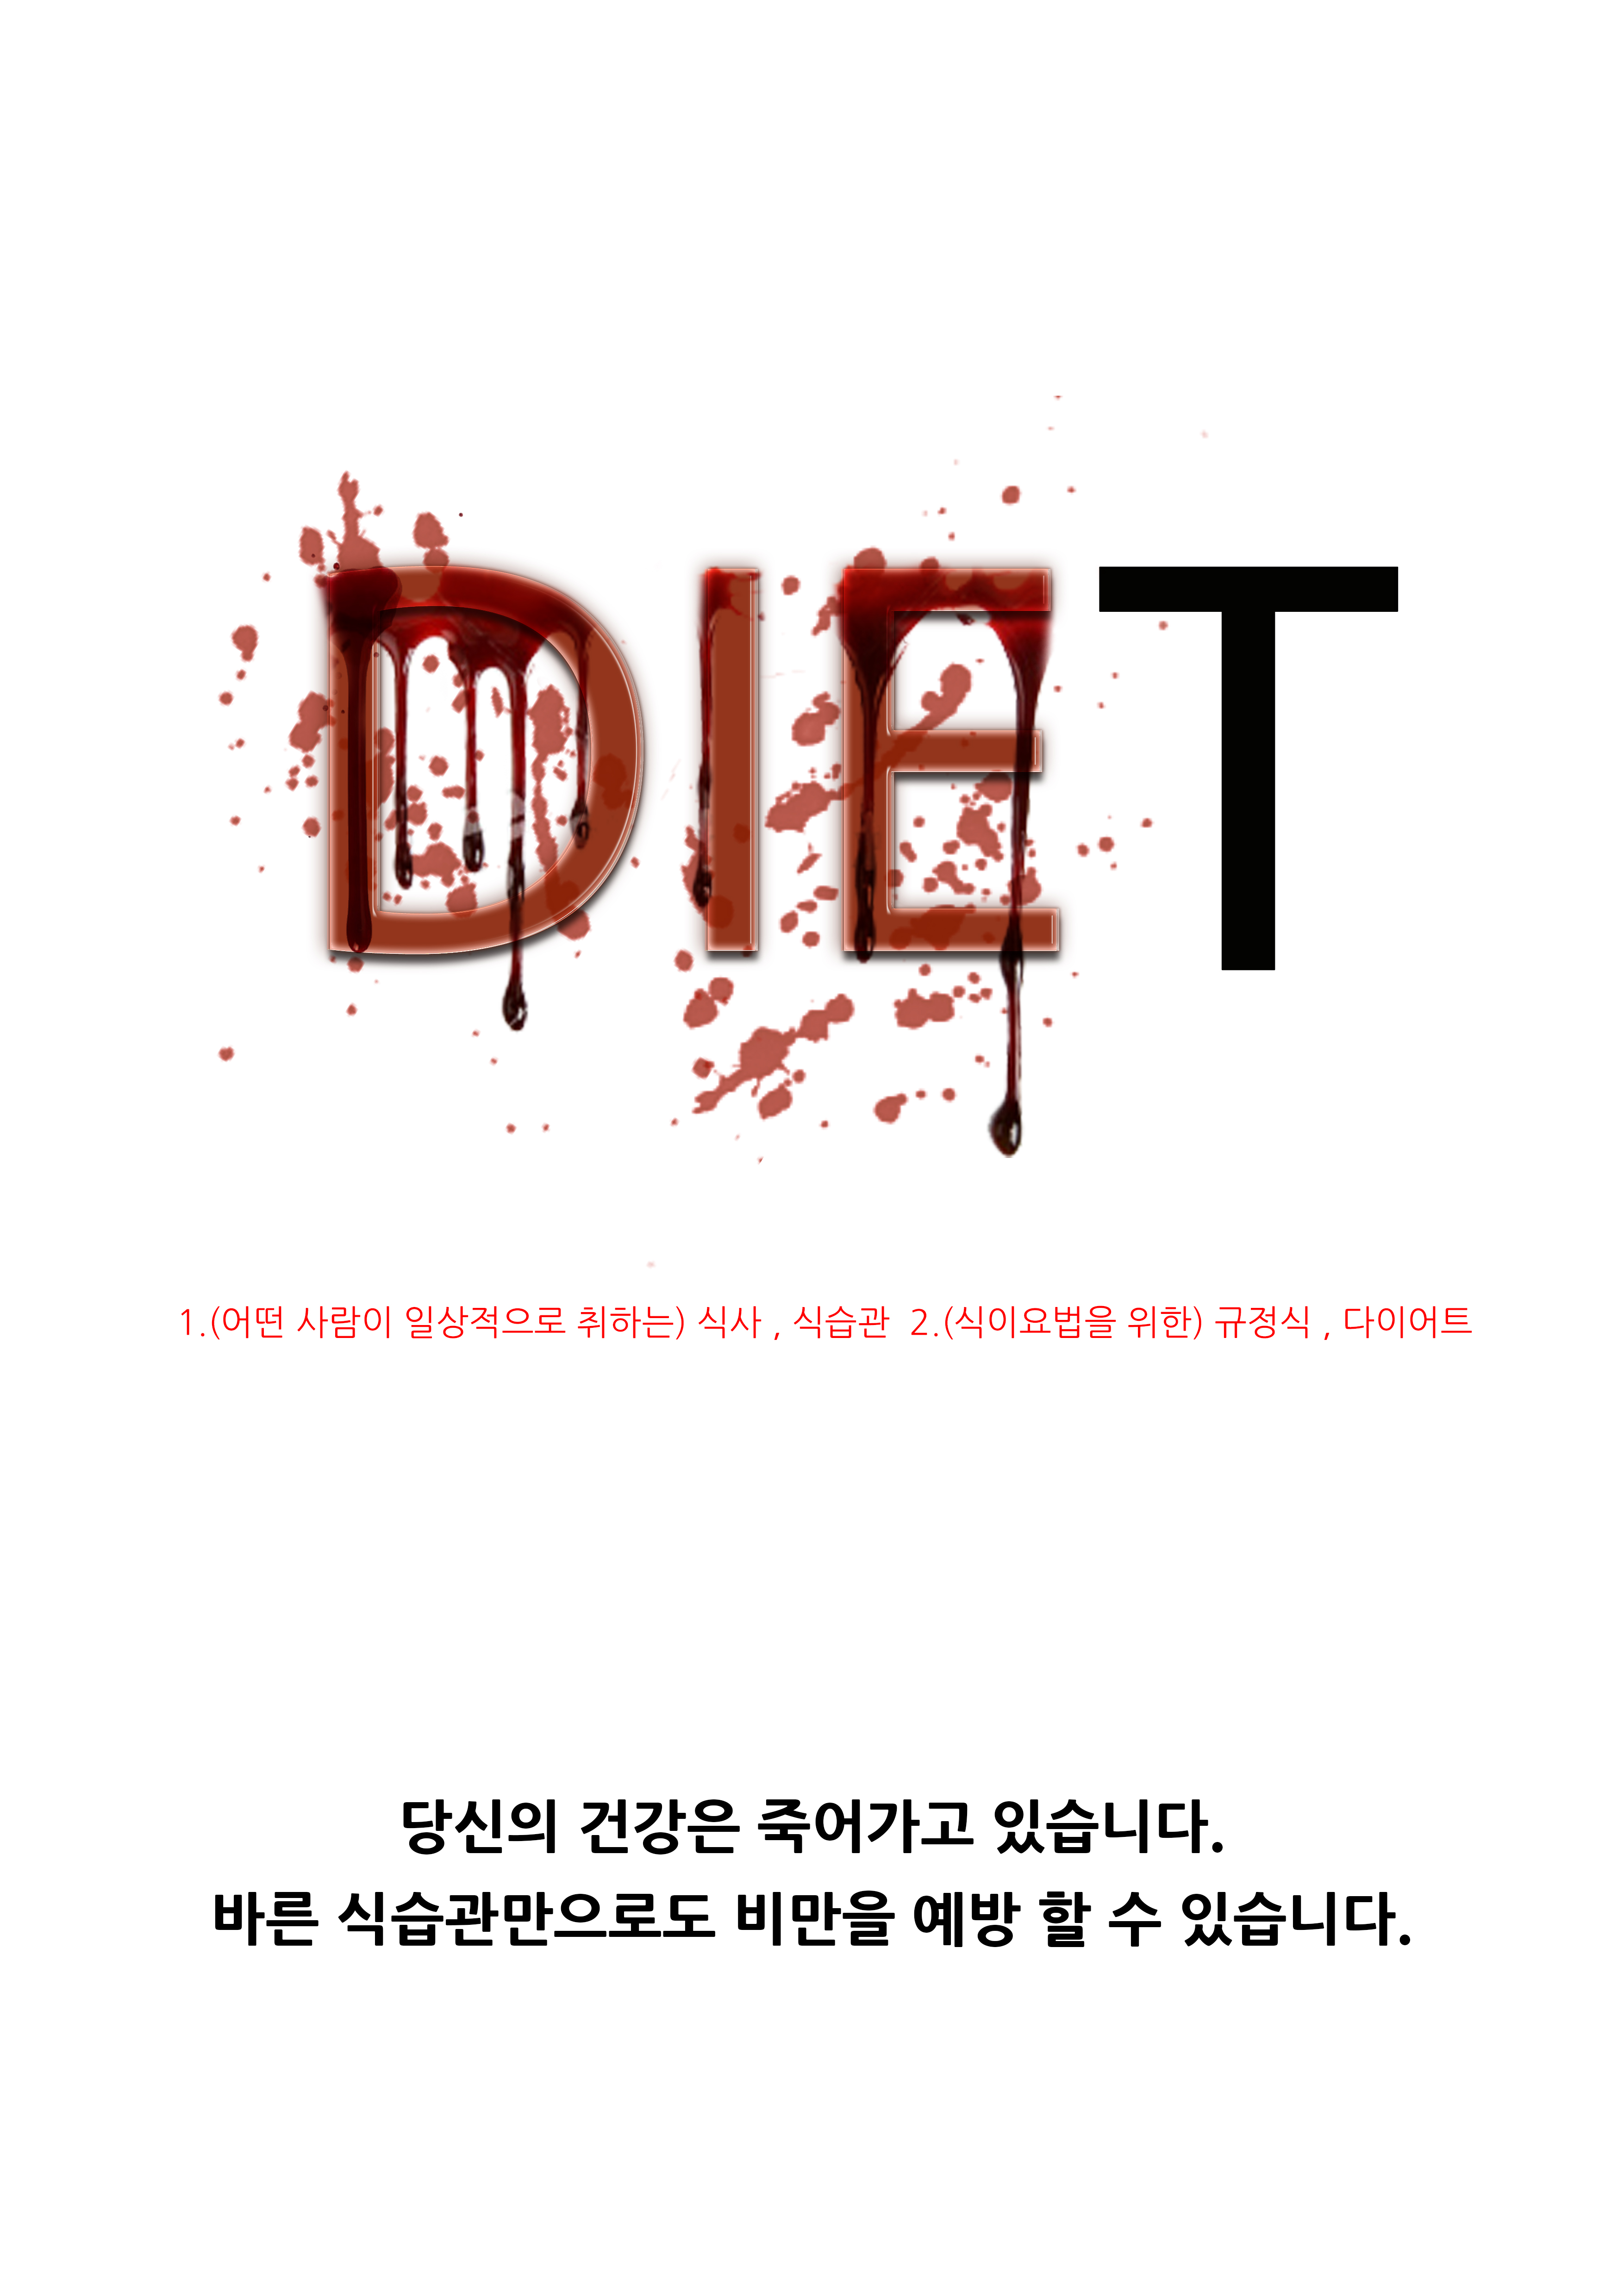 DIET
1.(어떤 사람이 일상적으로 취하는) 식사 , 식습관 2.(식이요법을 위한) 규정식 , 다이어트
당신의 건강은 죽어가고 있습니다.
바른 식습관만으로도 비만을 예방 할 수 있습니다.